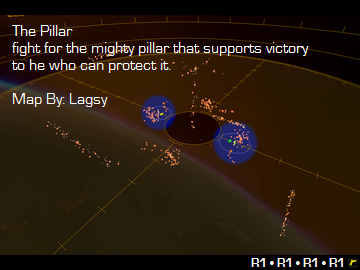 The Pillar
fight for the mighty pillar that supports victory
to he who can protect it.
Map By: Lagsy
R1 • R1 • R1 • R1 r